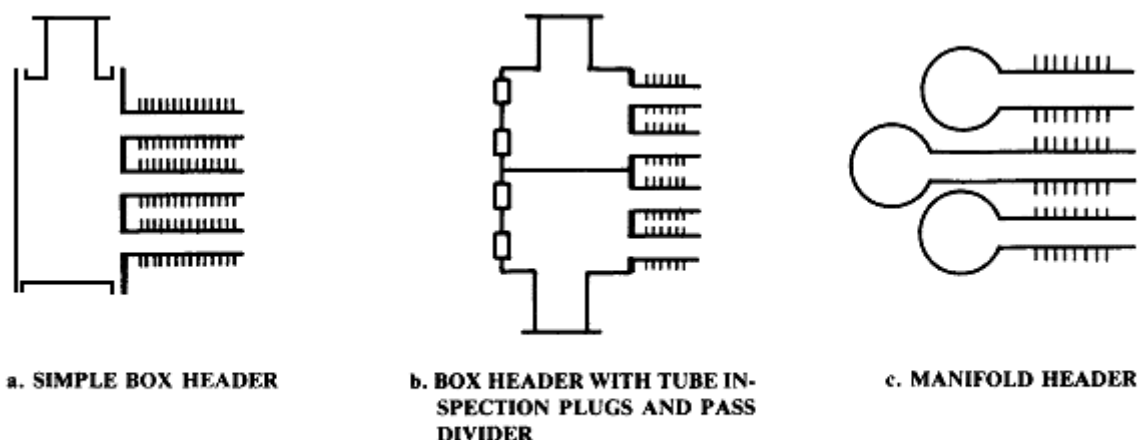 a. SIMPLE BOX HEADER
b. BOX HEADER WITH TUBE IN-
SPECTION PLUGS AND PASS
DIVIDER
c. MANIFOLD HEADER